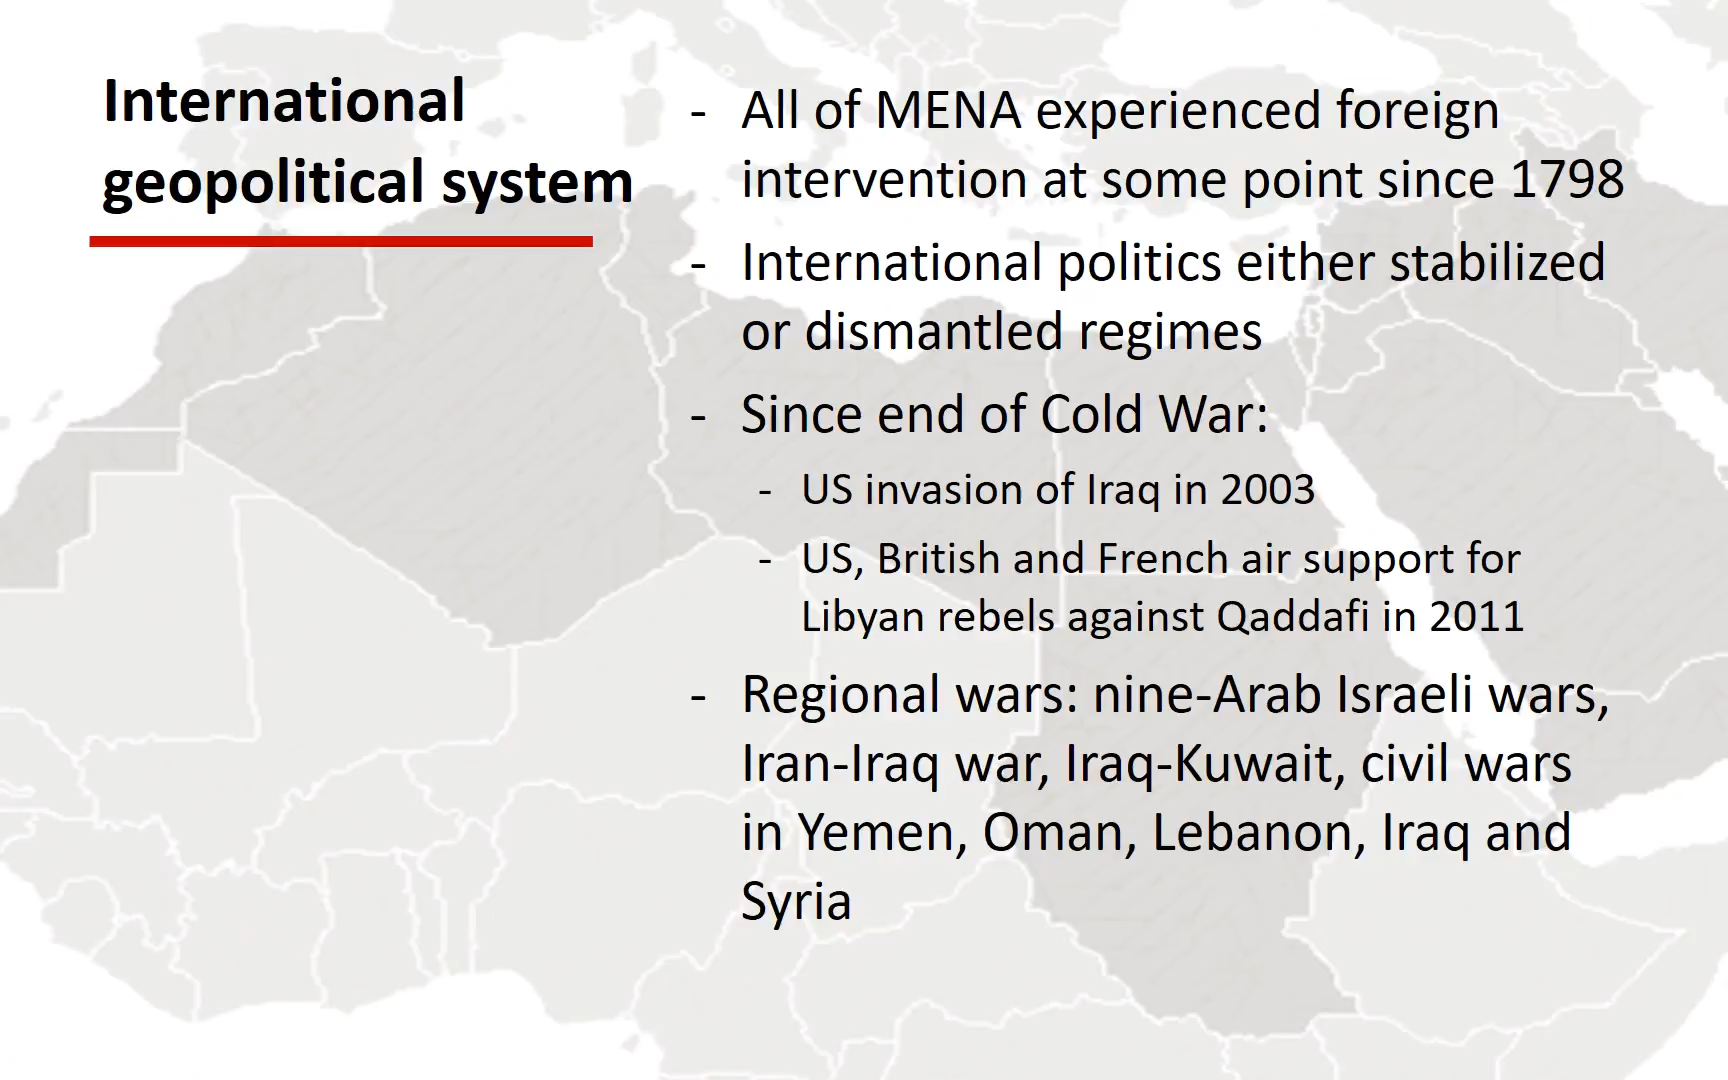 International
geopolitical system
- All of MENA experienced foreign
intervention at some point since 1798
- International politics either stabilized
or dismantled regimes
- Since end of Cold War:
- US invasion of Iraq in 2003
- US, British and French air support for
Libyan rebels against Qaddafi in 2011
- Regional wars: nine-Arab Israeli wars,
Iran-Iraq war, Iraq-Kuwait, civil wars
in Yemen, Oman, Lebanon, Iraq and
Syria